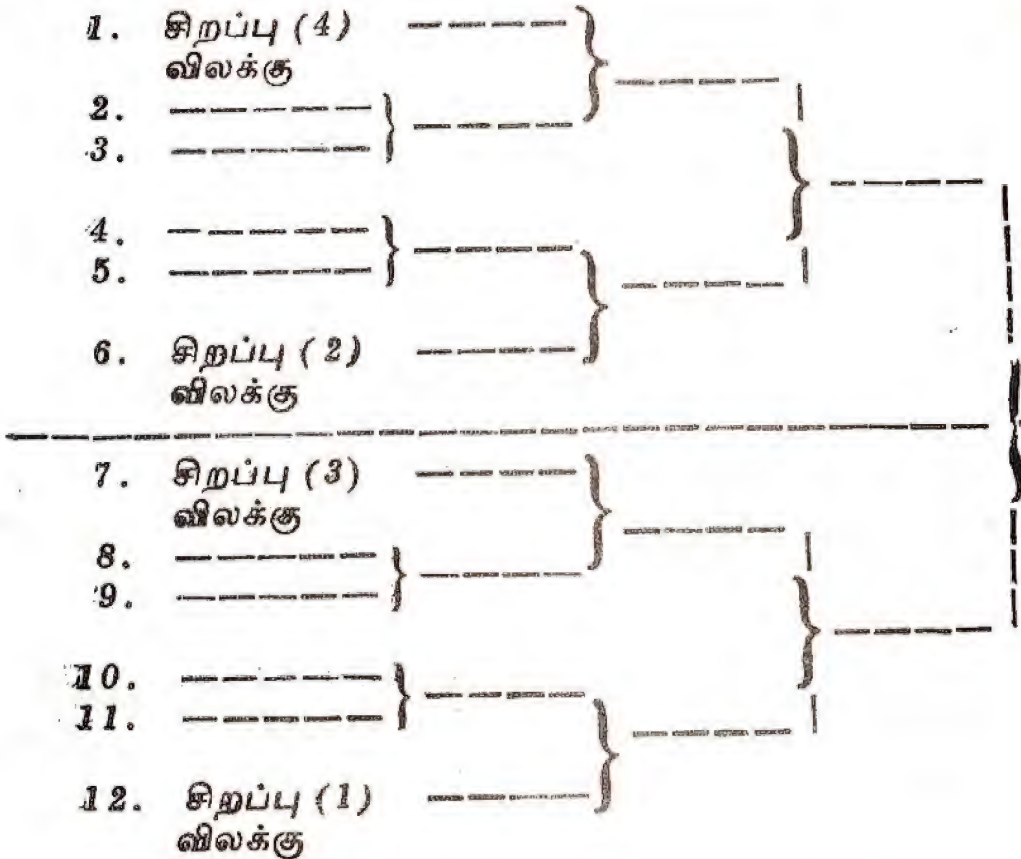 1. சிறப்பு (4)
விலக்கு
2.
3.
4.
5.
6. சிறப்பு (2)
விலக்கு
7. சிறப்பு (3)
விலக்கு
8.
9.
10.
11.
12. சிறப்பு (1)
விலக்கு